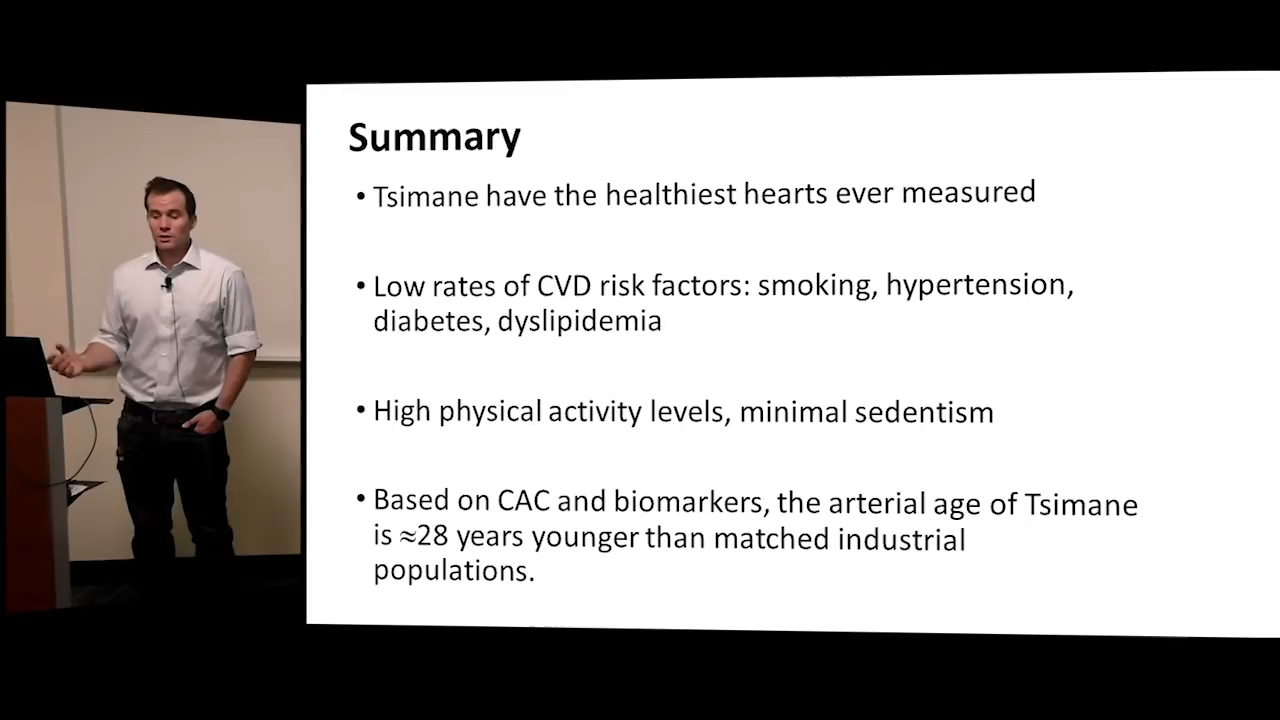 Summary
• Tsimane have the healthiest hearts ever measured
• Low rates of CVD risk factors: smoking, hypertension,
diabetes, dyslipidemia
• High physical activity levels, minimal sedentism
• Based on CAC and biomarkers, the arterial age of Tsimane
is ≈28 years younger than matched industrial
populations.